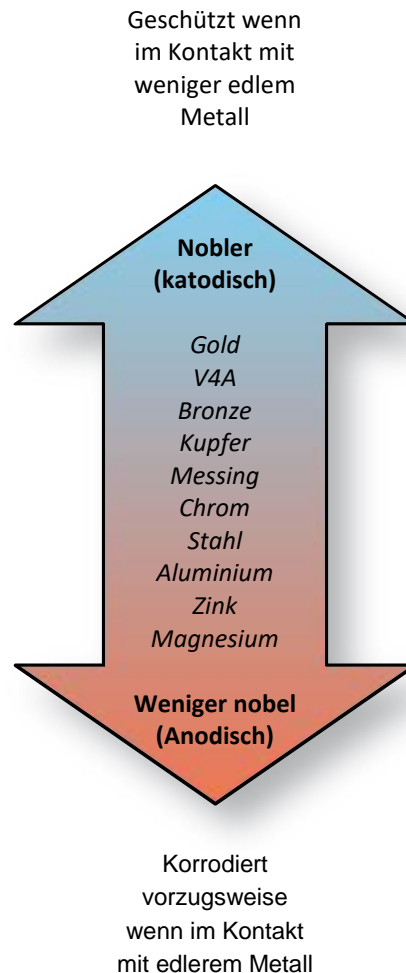 Geschützt wenn
im Kontakt mit
weniger edlem
Metall
Nobler
(katodisch)
Gold
V4A
Bronze
Kupfer
Messing
Chrom
Stahl
Aluminium
Zink
Magnesium
Weniger nobel
(Anodisch)
Korrodiert
vorzugsweise
wenn im Kontakt
mit edlerem Metall